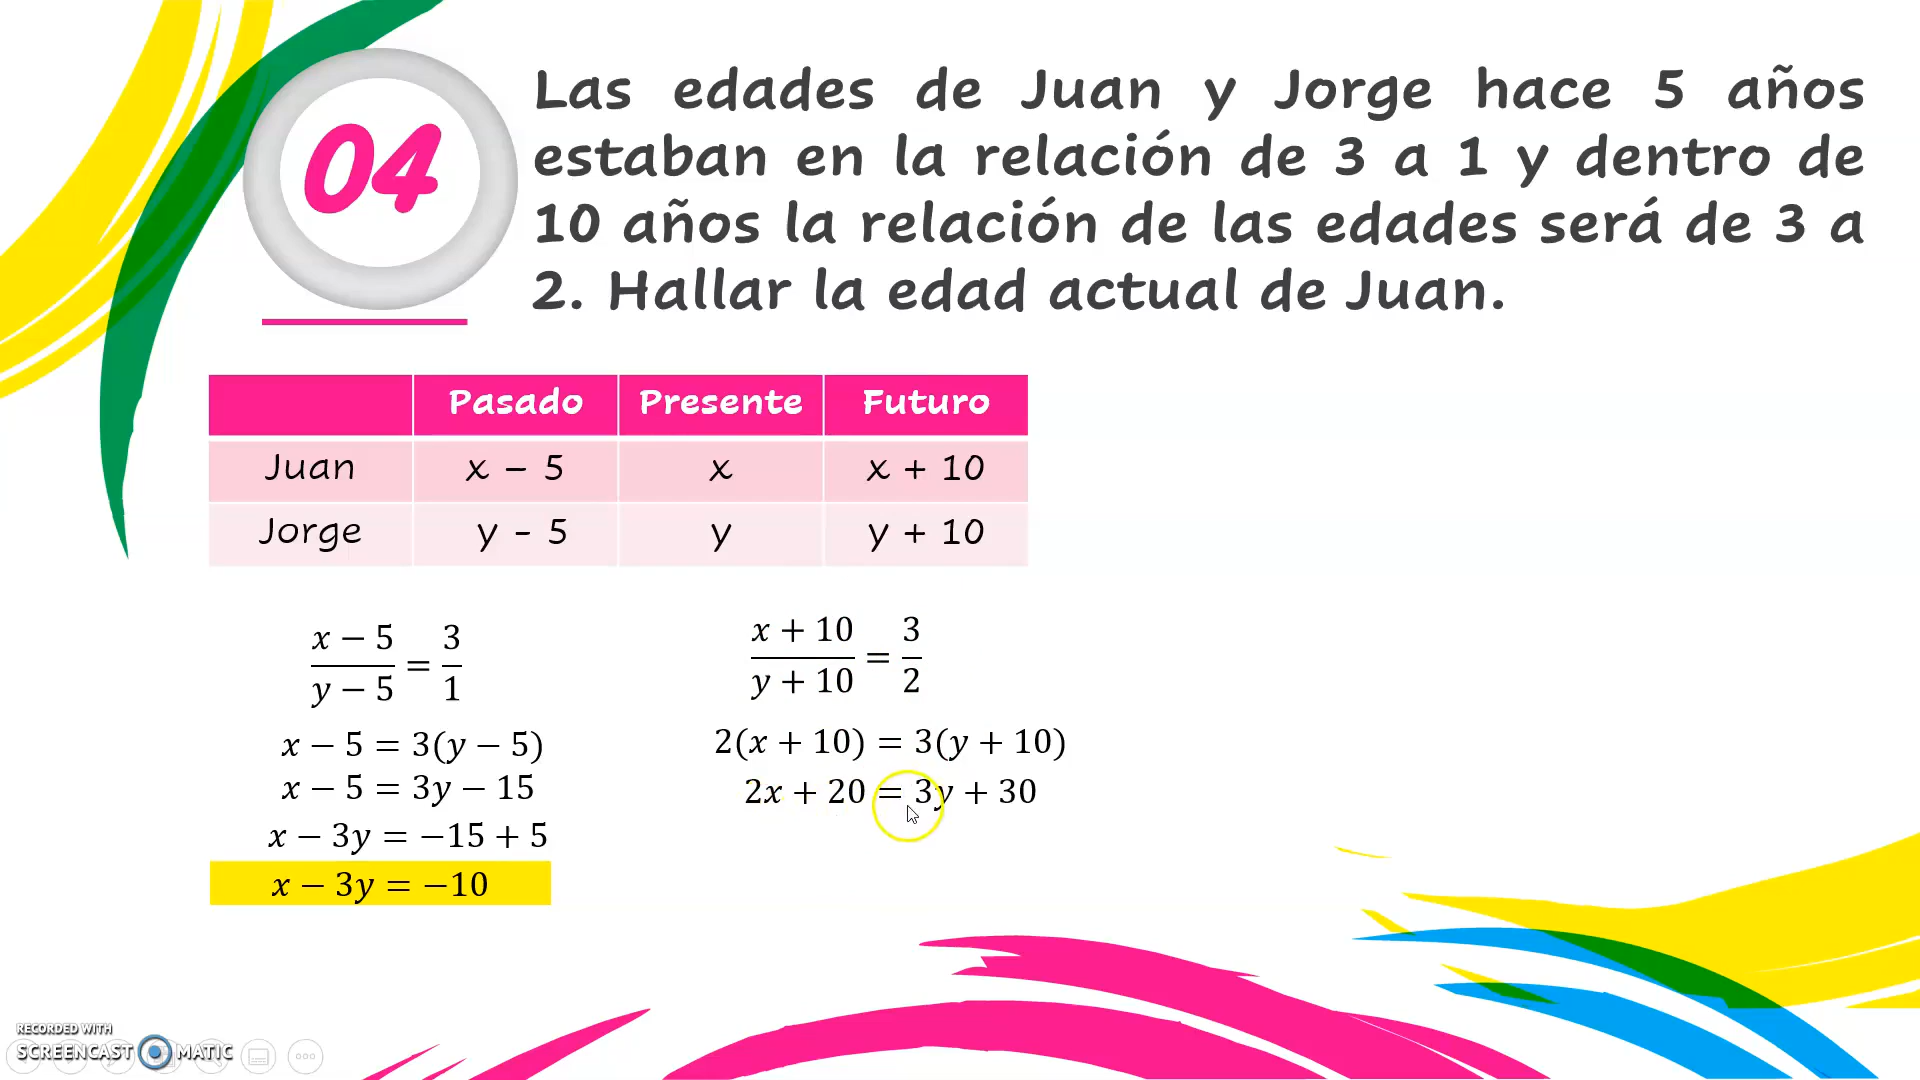 04
Las edades de Juan y Jorge hace 5 años
estaban en la relación de 3 a 1 y dentro de
10 años la relación de las edades será de 3 a
2. Hallar la edad actual de Juan.
Pasado Presente Futuro
Juan x – 5 x x + 10
Jorge y - 5 y y + 10
x − 5 / y − 5 = 3 / 1
x − 5 = 3(y − 5)
x − 5 = 3y − 15
x − 3y = −15 + 5
x − 3y = −10
x + 10 / y + 10 = 3 / 2
2(x + 10) = 3(y + 10)
2x + 20 = 3y + 30
RECORDED WITH
SCREENCAST MATIC